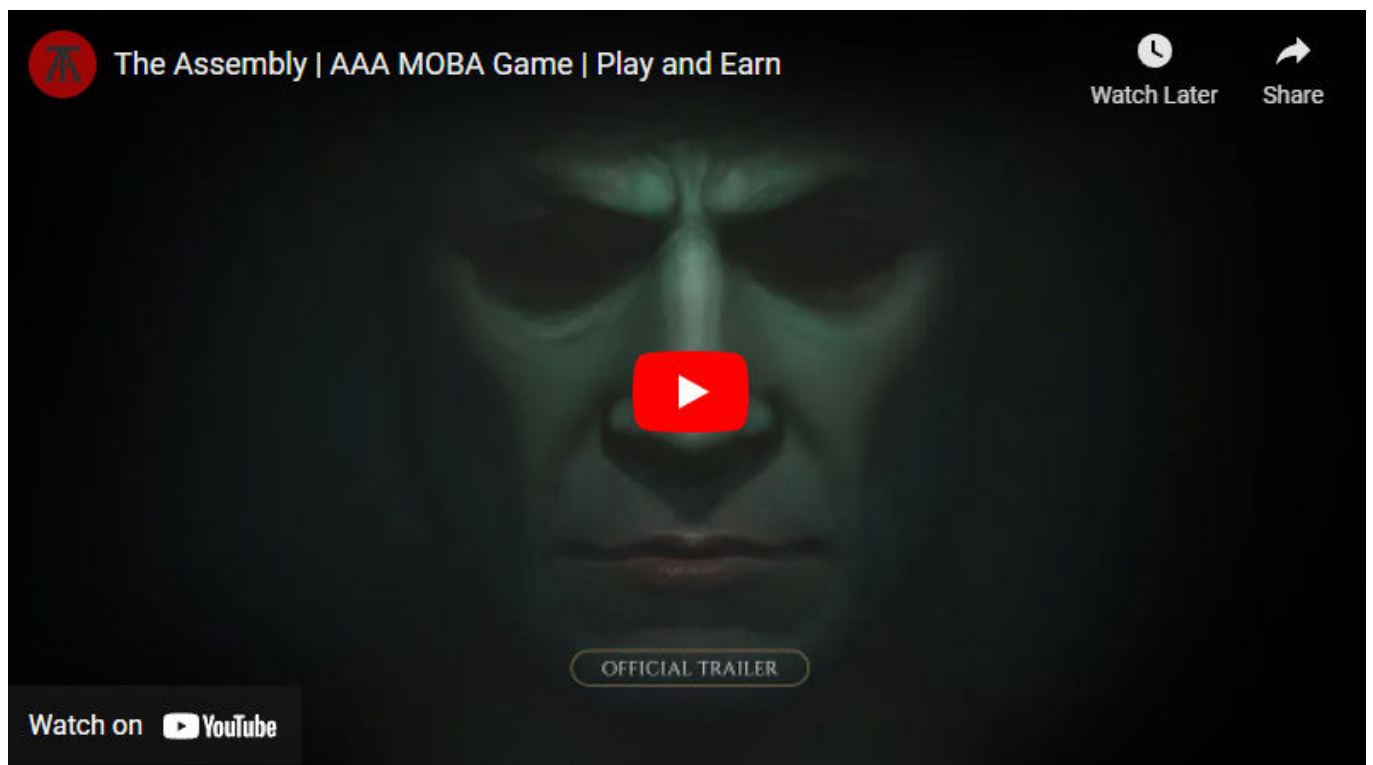 The Assembly | AAA MOBA Game | Play and Earn
Watch Later
Share
OFFICIAL TRAILER
Watch on YouTube